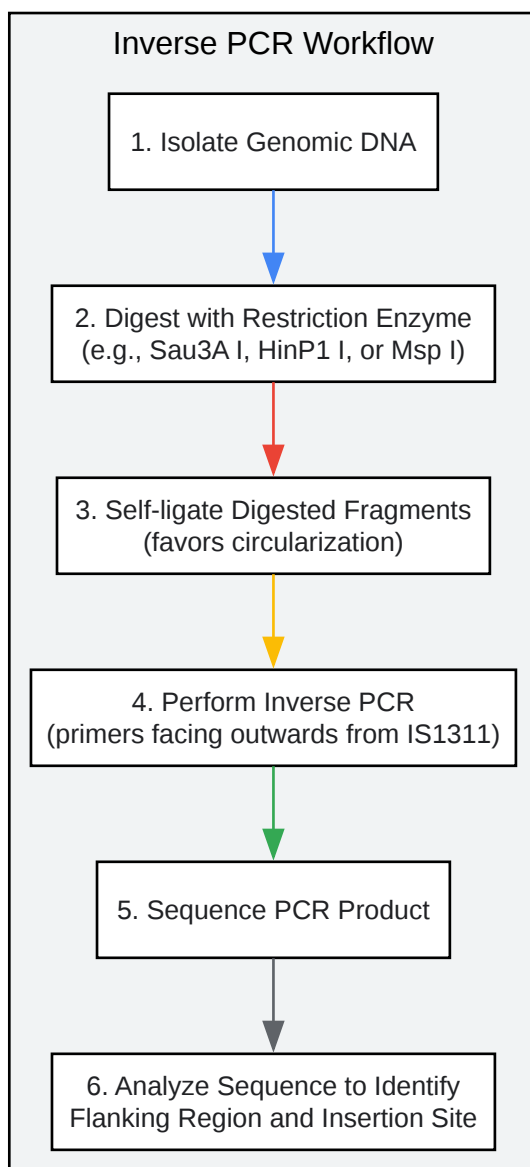 Inverse PCR Workflow
1. Isolate Genomic DNA
2. Digest with Restriction Enzyme
(e.g., Sau3A I, HinP1 I, or Msp I)
3. Self-ligate Digested Fragments
(favors circularization)
4. Perform Inverse PCR
(primers facing outwards from IS1311)
5. Sequence PCR Product
6. Analyze Sequence to Identify
Flanking Region and Insertion Site